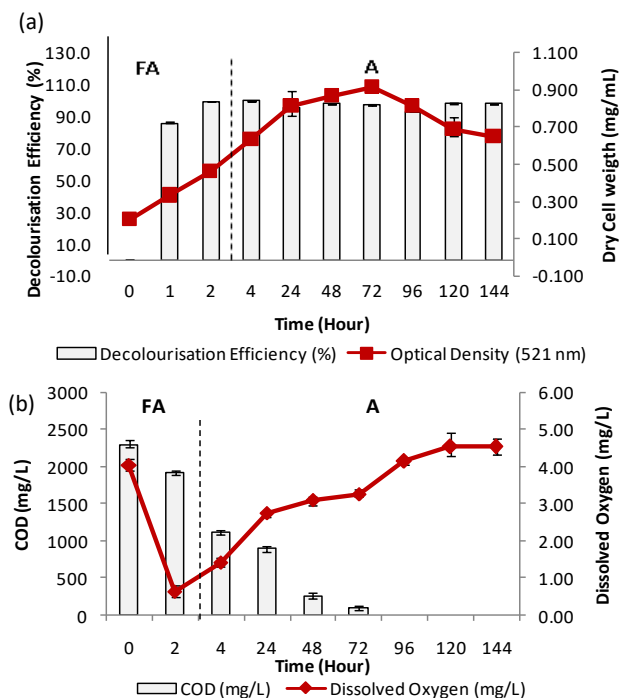 (a)
130.0
110.0
90.0
70.0
50.0
30.0
10.0
-10.0
Decolourisation Efficiency (%)
FA
A
1.100
0.900
0.700
0.500
0.300
0.100
-0.100
Dry Cell weigth (mg/mL)
0 1 2 4 24 48 72 96 120 144
Time (Hour)
Decolourisation Efficiency (%) Optical Density (521 nm)
(b)
3000
2500
2000
1500
1000
500
0
COD (mg/L)
FA
A
6.00
5.00
4.00
3.00
2.00
1.00
0.00
Dissolved Oxygen (mg/L)
0 2 4 24 48 72 96 120 144
Time (Hour)
COD (mg/L) Dissolved Oxygen (mg/L)